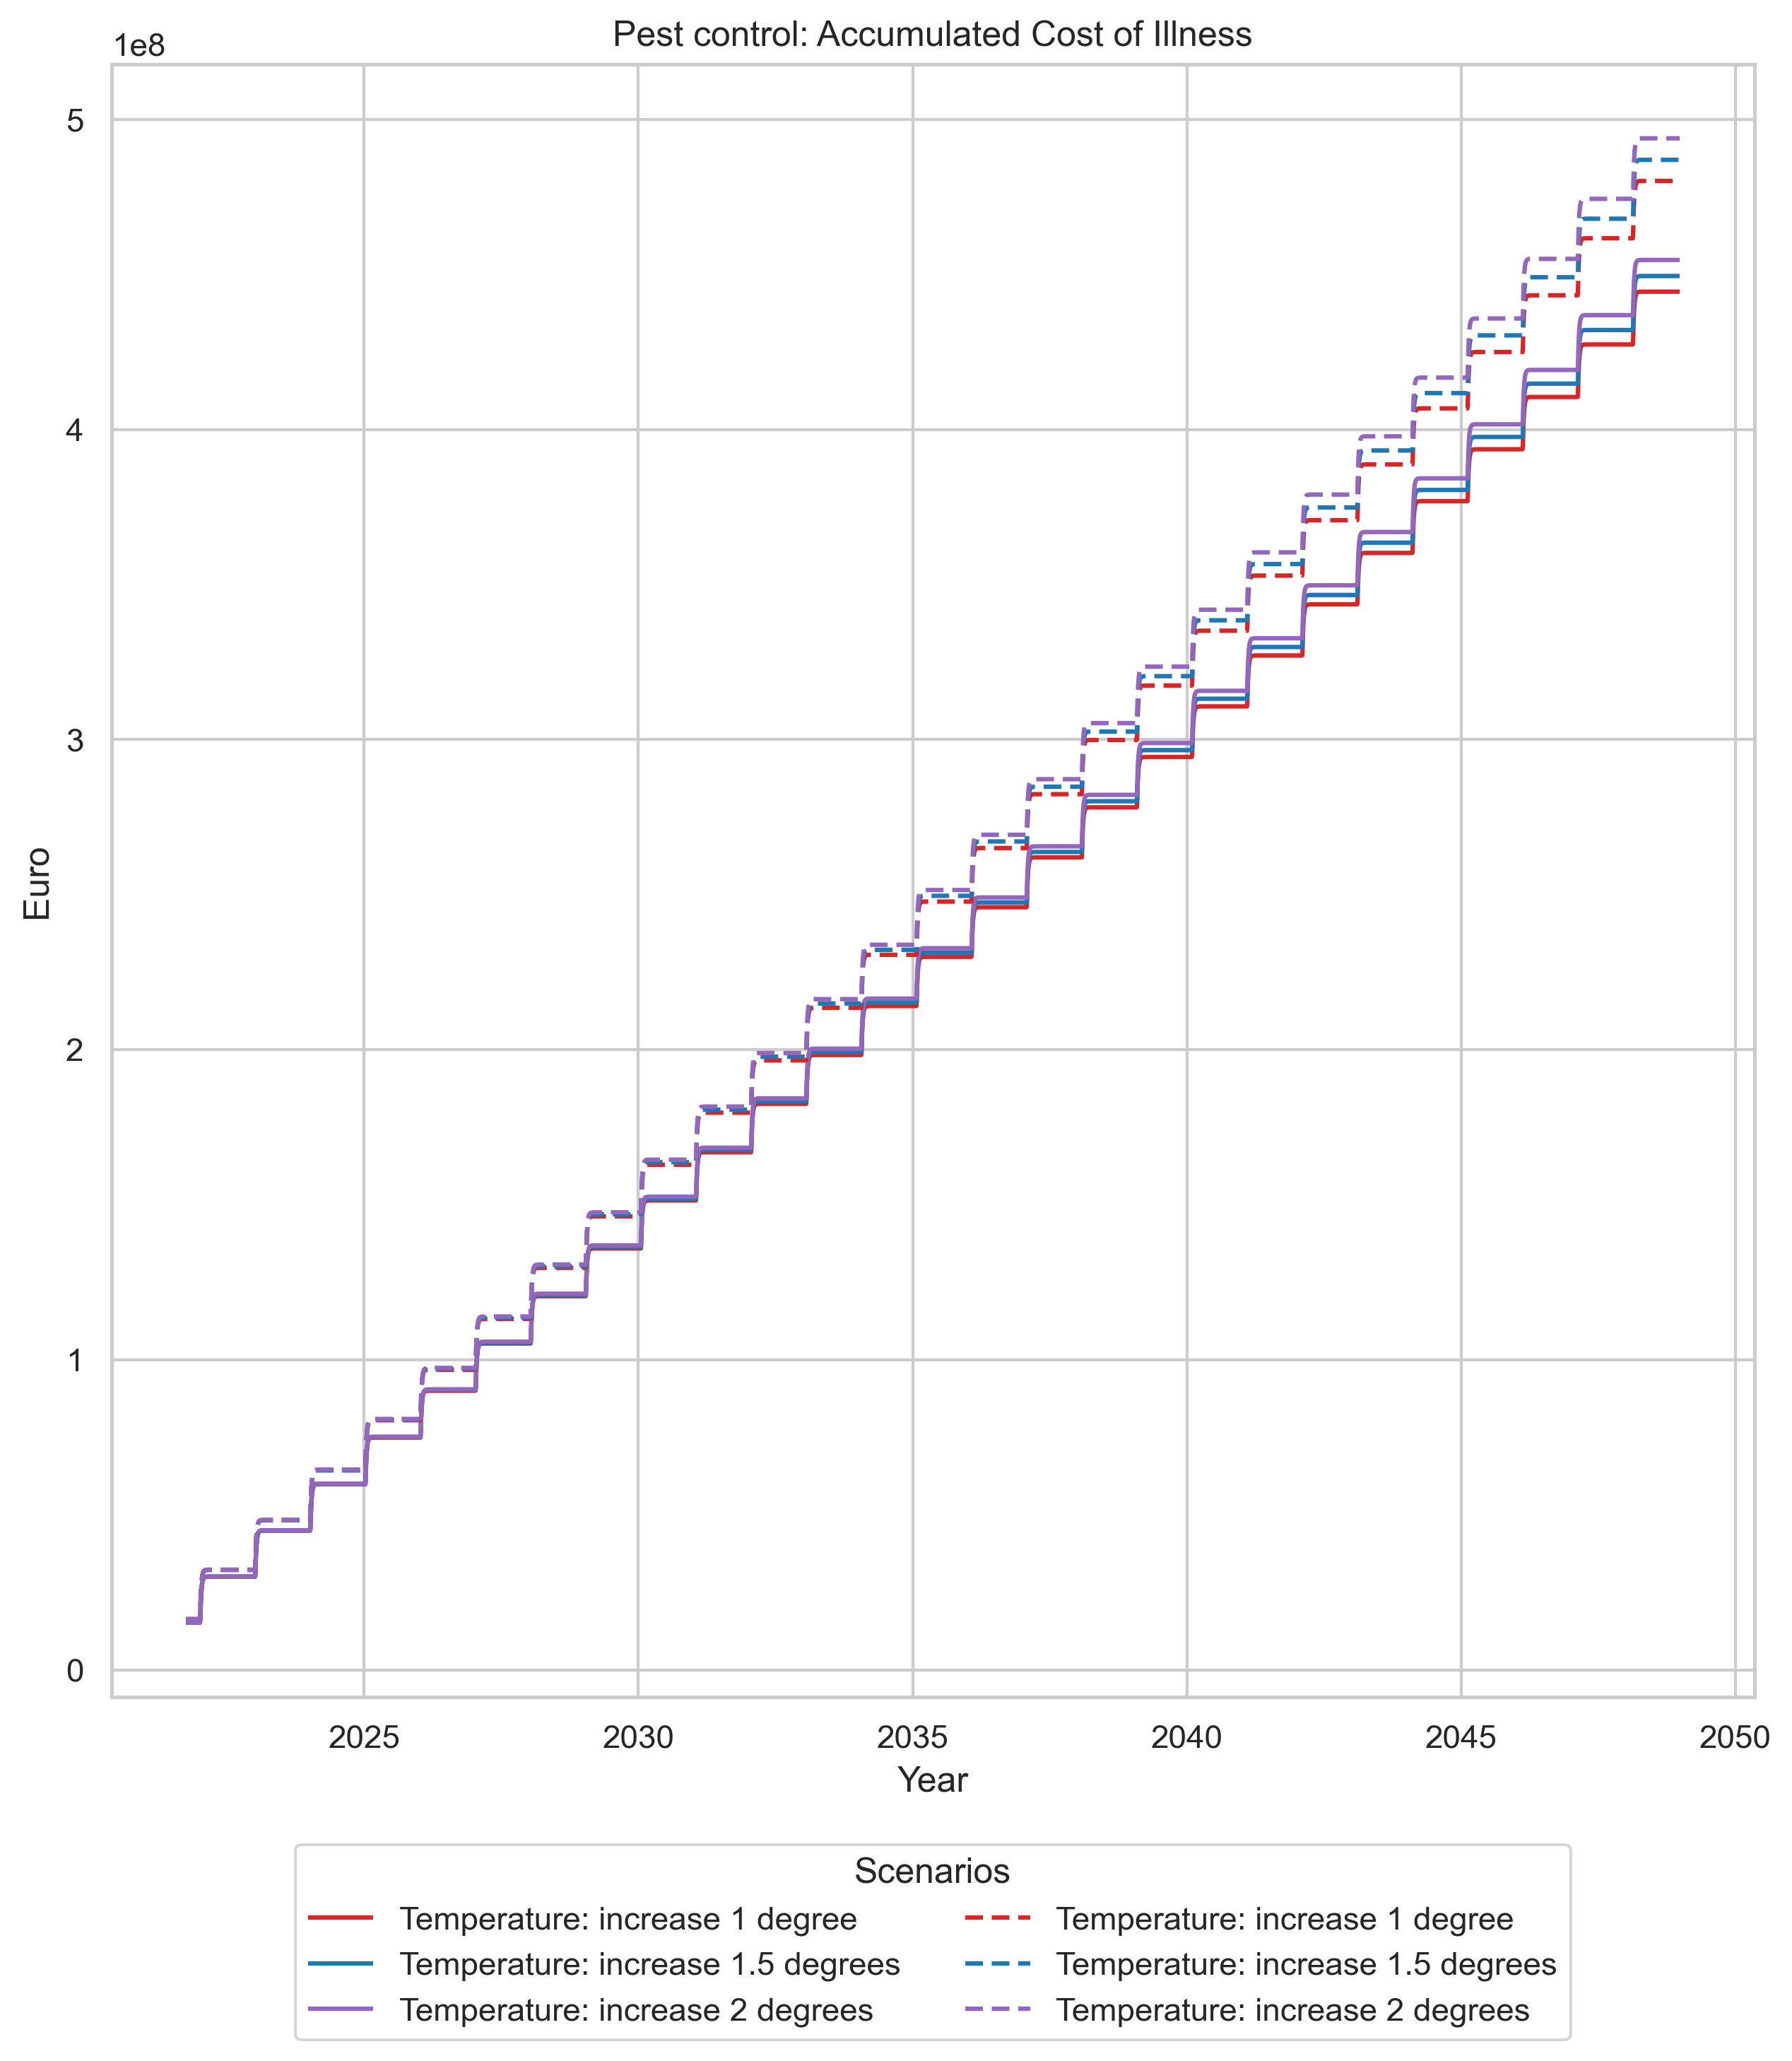 Pest control: Accumulated Cost of Illness
1e8
5
4
3
2
1
0
Euro
2025 2030 2035 2040 2045 2050
Year
Scenarios
Temperature: increase 1 degree
Temperature: increase 1.5 degrees
Temperature: increase 2 degrees
Temperature: increase 1 degree
Temperature: increase 1.5 degrees
Temperature: increase 2 degrees